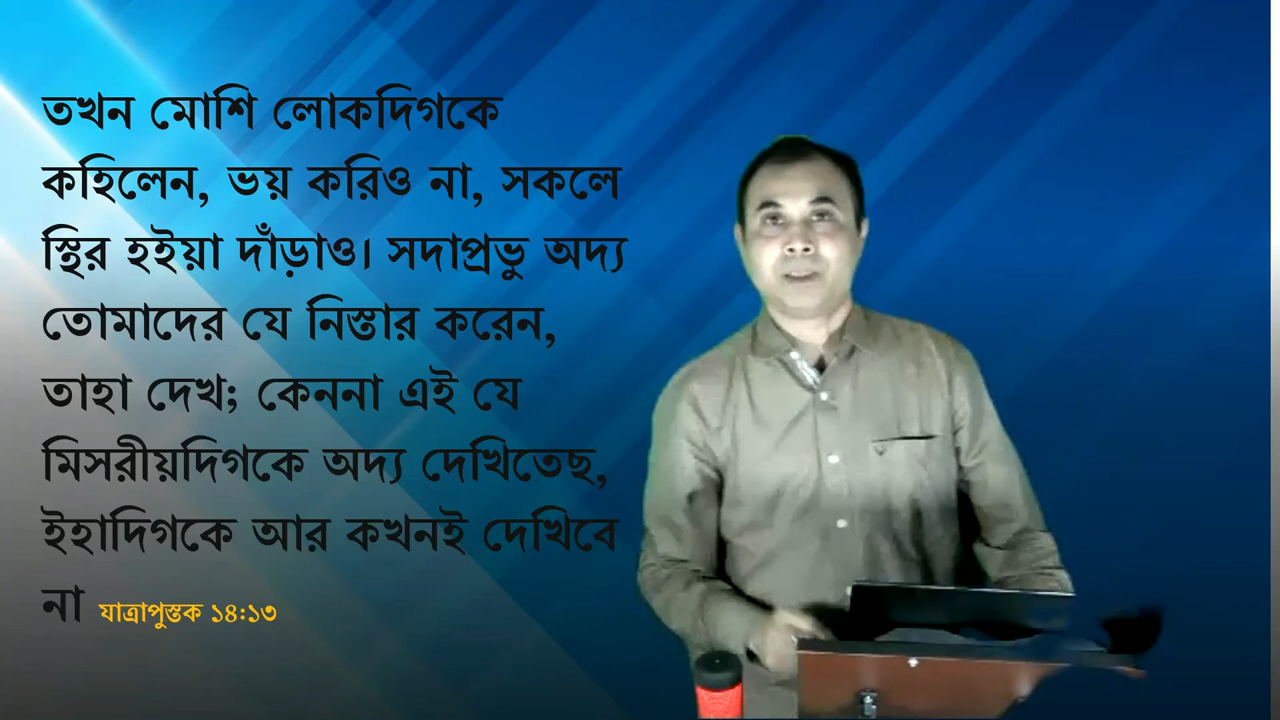 তখন মোশি লোকদিগকে
কহিলেন, ভয় করিও না, সকলে
স্থির হইয়া দাঁড়াও। সদাপ্রভু অদ্য
তোমাদের যে নিস্তার করেন,
তাহা দেখ; কেননা এই যে
মিসরীয়দিগকে অদ্য দেখিতেছ,
ইহাদিগকে আর কখনই দেখিবে
না যাত্রাপুস্তক ১৪:১৩